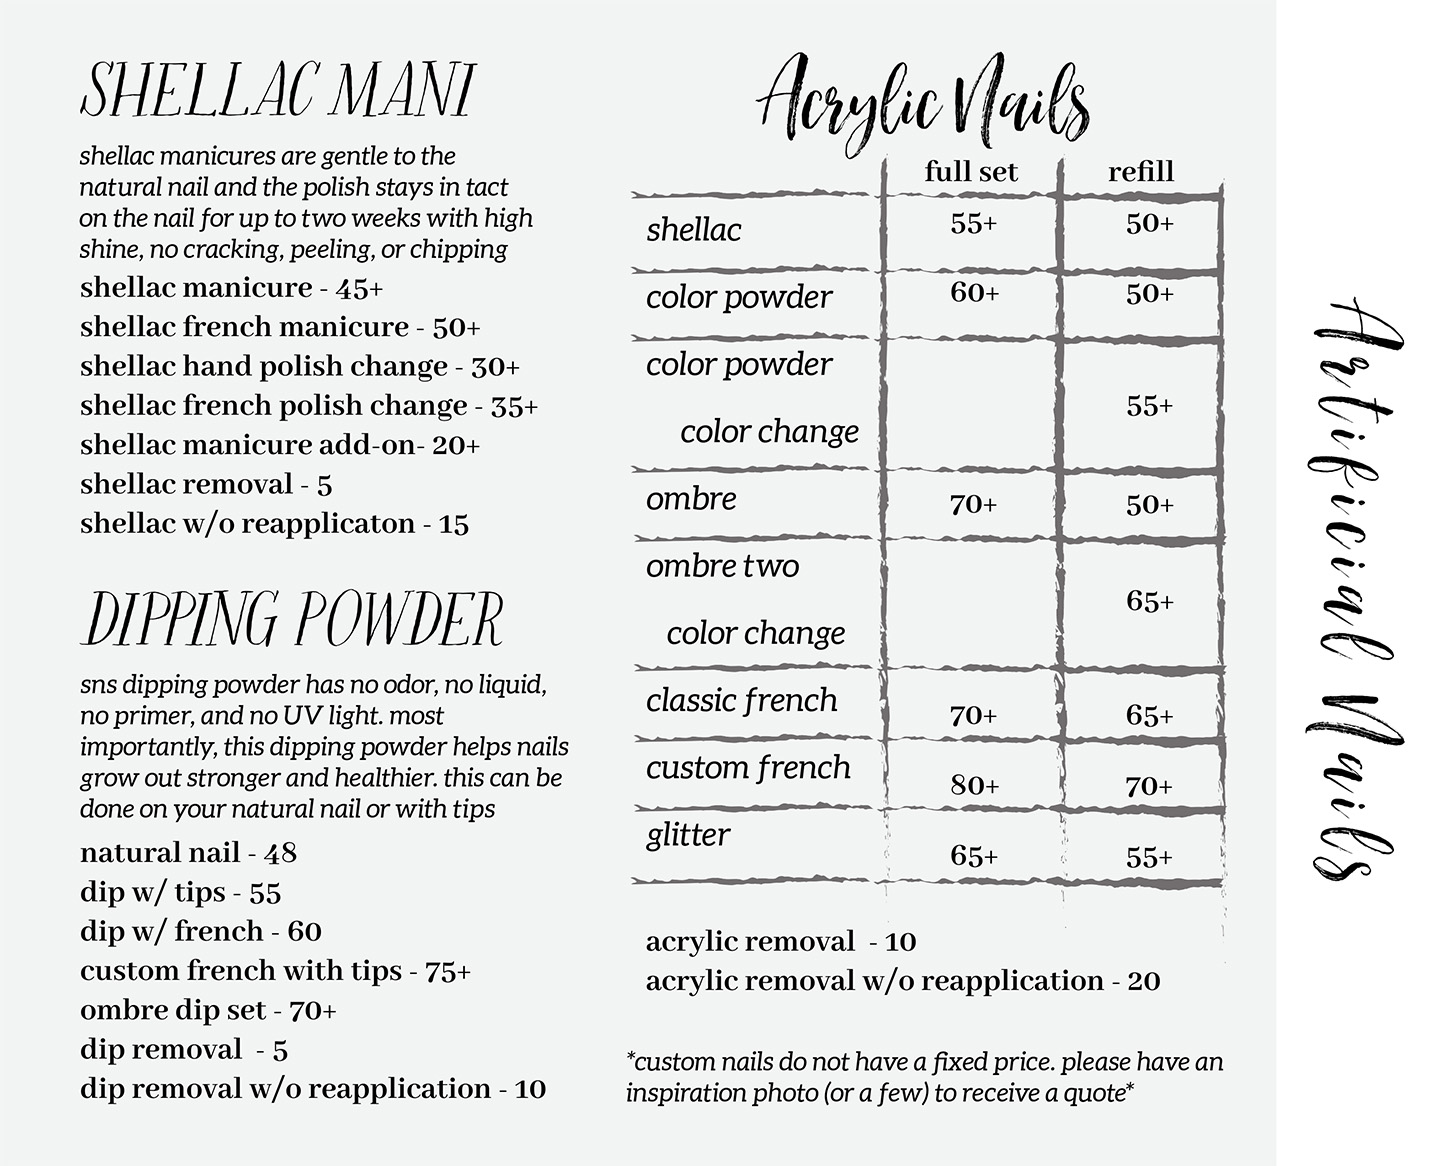 SHELLAC MANI
shellac manicures are gentle to the
natural nail and the polish stays in tact
on the nail for up to two weeks with high
shine, no cracking, peeling, or chipping
shellac manicure - 45+
shellac french manicure - 50+
shellac hand polish change - 30+
shellac french polish change - 35+
shellac manicure add-on- 20+
shellac removal - 5
shellac w/o reapplicaton - 15
DIPPING POWDER
sns dipping powder has no odor, no liquid,
no primer, and no UV light. most
importantly, this dipping powder helps nails
grow out stronger and healthier. this can be
done on your natural nail or with tips
natural nail - 48
dip w/ tips - 55
dip w/ french - 60
custom french with tips - 75+
ombre dip set - 70+
dip removal - 5
dip removal w/o reapplication - 10
Acrylic Nails
full set refill
shellac 55+ 50+
color powder 60+ 50+
color powder
color change 55+
ombre 70+ 50+
ombre two
color change 65+
classic french 70+ 65+
custom french 80+ 70+
glitter 65+ 55+
acrylic removal - 10
acrylic removal w/o reapplication - 20
*custom nails do not have a fixed price. please have an
inspiration photo (or a few) to receive a quote*
Artificial Nails